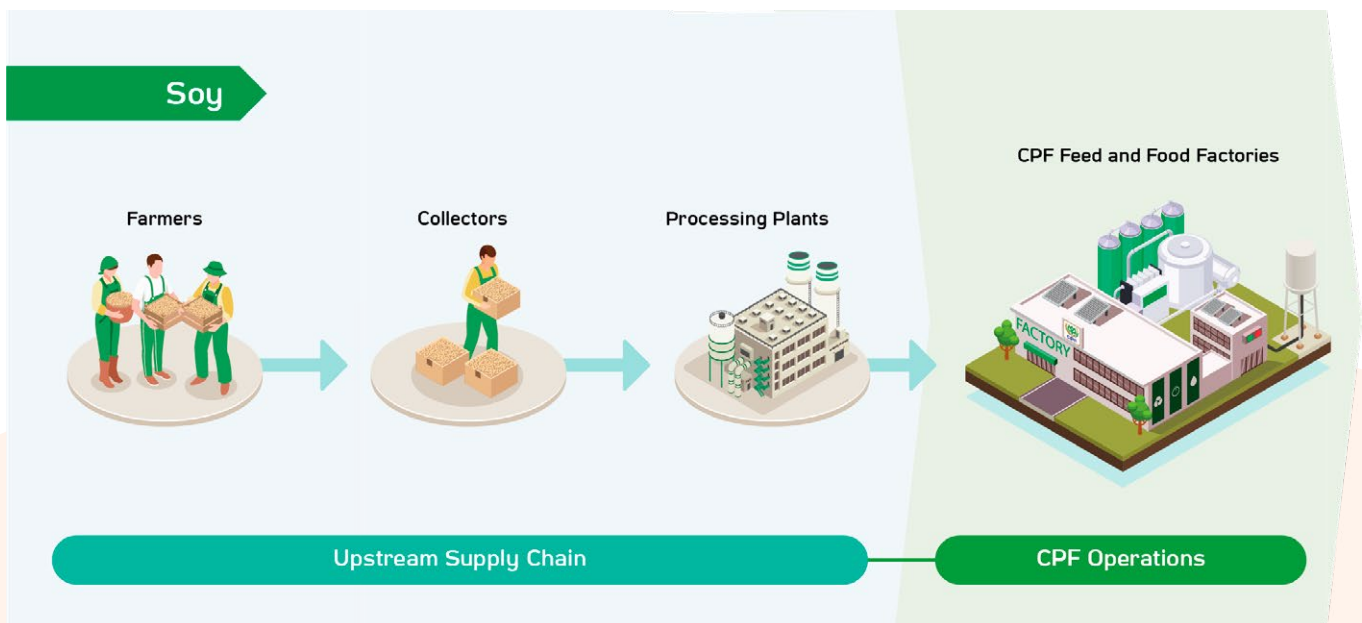 Soy
CPF Feed and Food Factories
Farmers
Collectors
Processing Plants
FACTORY
Upstream Supply Chain
CPF Operations